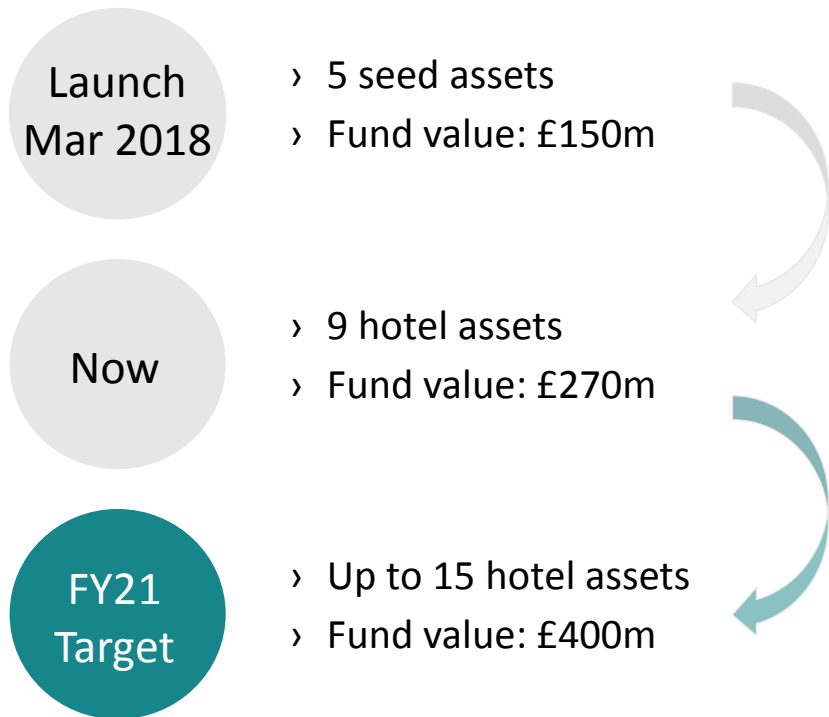 Launch
Mar 2018
› 5 seed assets
› Fund value: £150m
Now
› 9 hotel assets
› Fund value: £270m
FY21
Target
› Up to 15 hotel assets
› Fund value: £400m